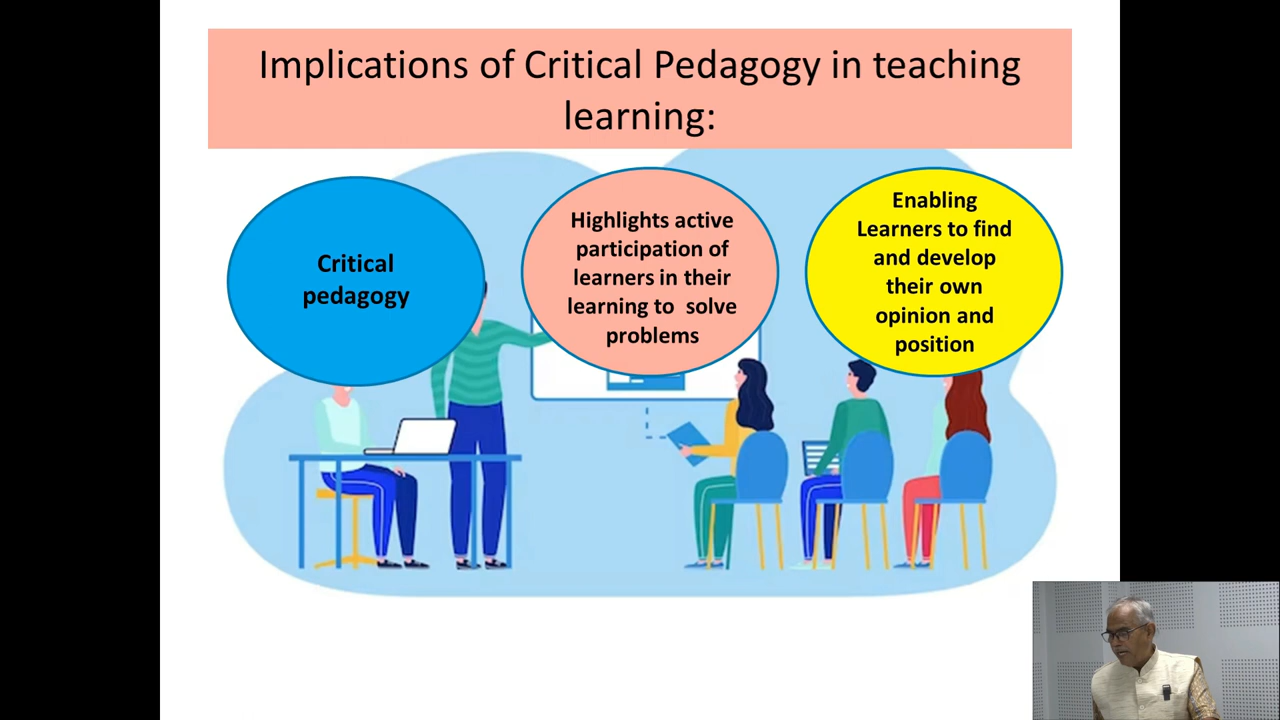 Implications of Critical Pedagogy in teaching
learning:
Critical
pedagogy
Highlights active
participation of
learners in their
learning to solve
problems
Enabling
Learners to find
and develop
their own
opinion and
position